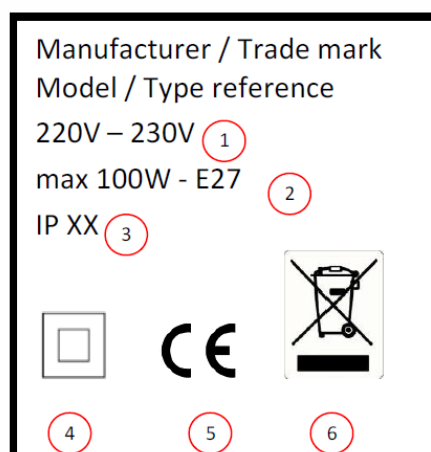 Manufacturer / Trade mark
Model / Type reference
220V – 230V 1
max 100W - E27 2
IP XX 3
CE
4 5 6